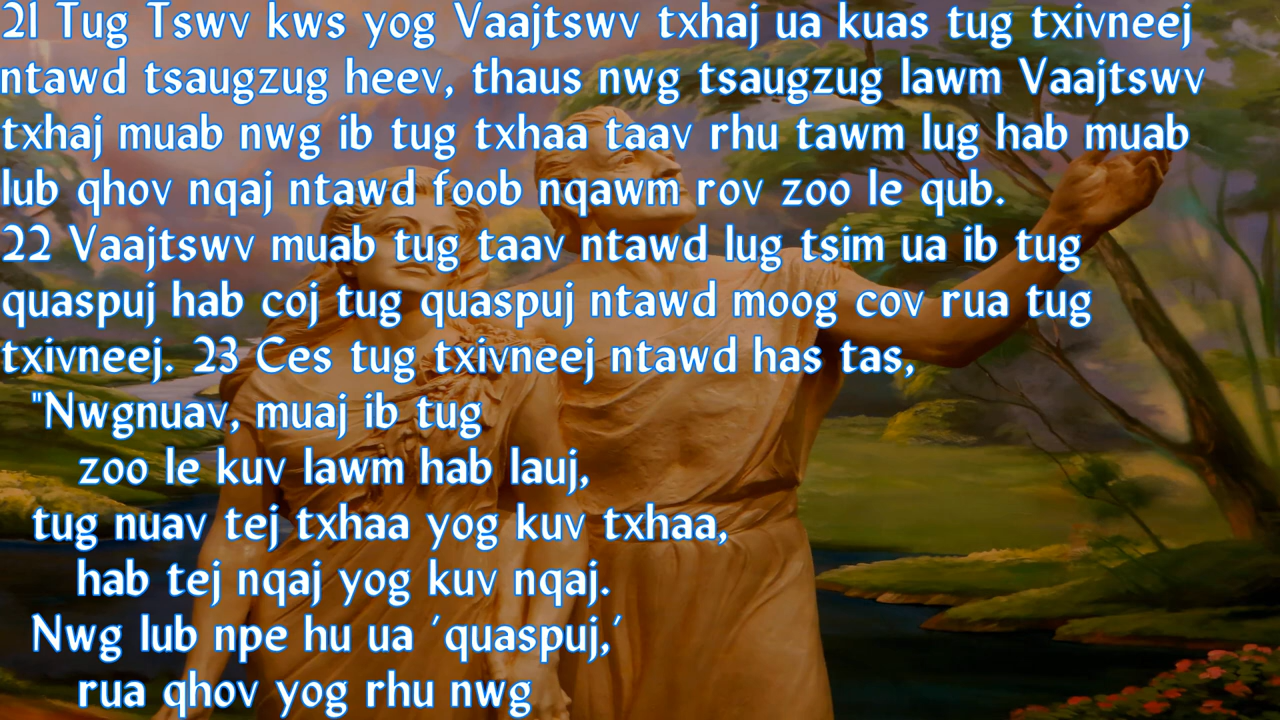 21 Tug Tswv kws yog Vaajtswv txhaj ua kuas tug txivneej
ntawd tsaugzug heev, thaus nwg tsaugzug lawm Vaajtswv
txhaj muab nwg ib tug txhaa taav rhu tawm lug hab muab
lub qhov nqaj ntawd foob nqawm rov zoo le qub.
22 Vaajtswv muab tug taav ntawd lug tsim ua ib tug
quaspuj hab coj tug quaspuj ntawd moog cov rua tug
txivneej. 23 Ces tug txivneej ntawd has tas,
"Nwgnuav, muaj ib tug
zoo le kuv lawm hab lauj,
tug nuav tej txhaa yog kuv txhaa,
hab tej nqaj yog kuv nqaj.
Nwg lub npe hu ua ‘quaspuj,’
rua qhov yog rhu nwg